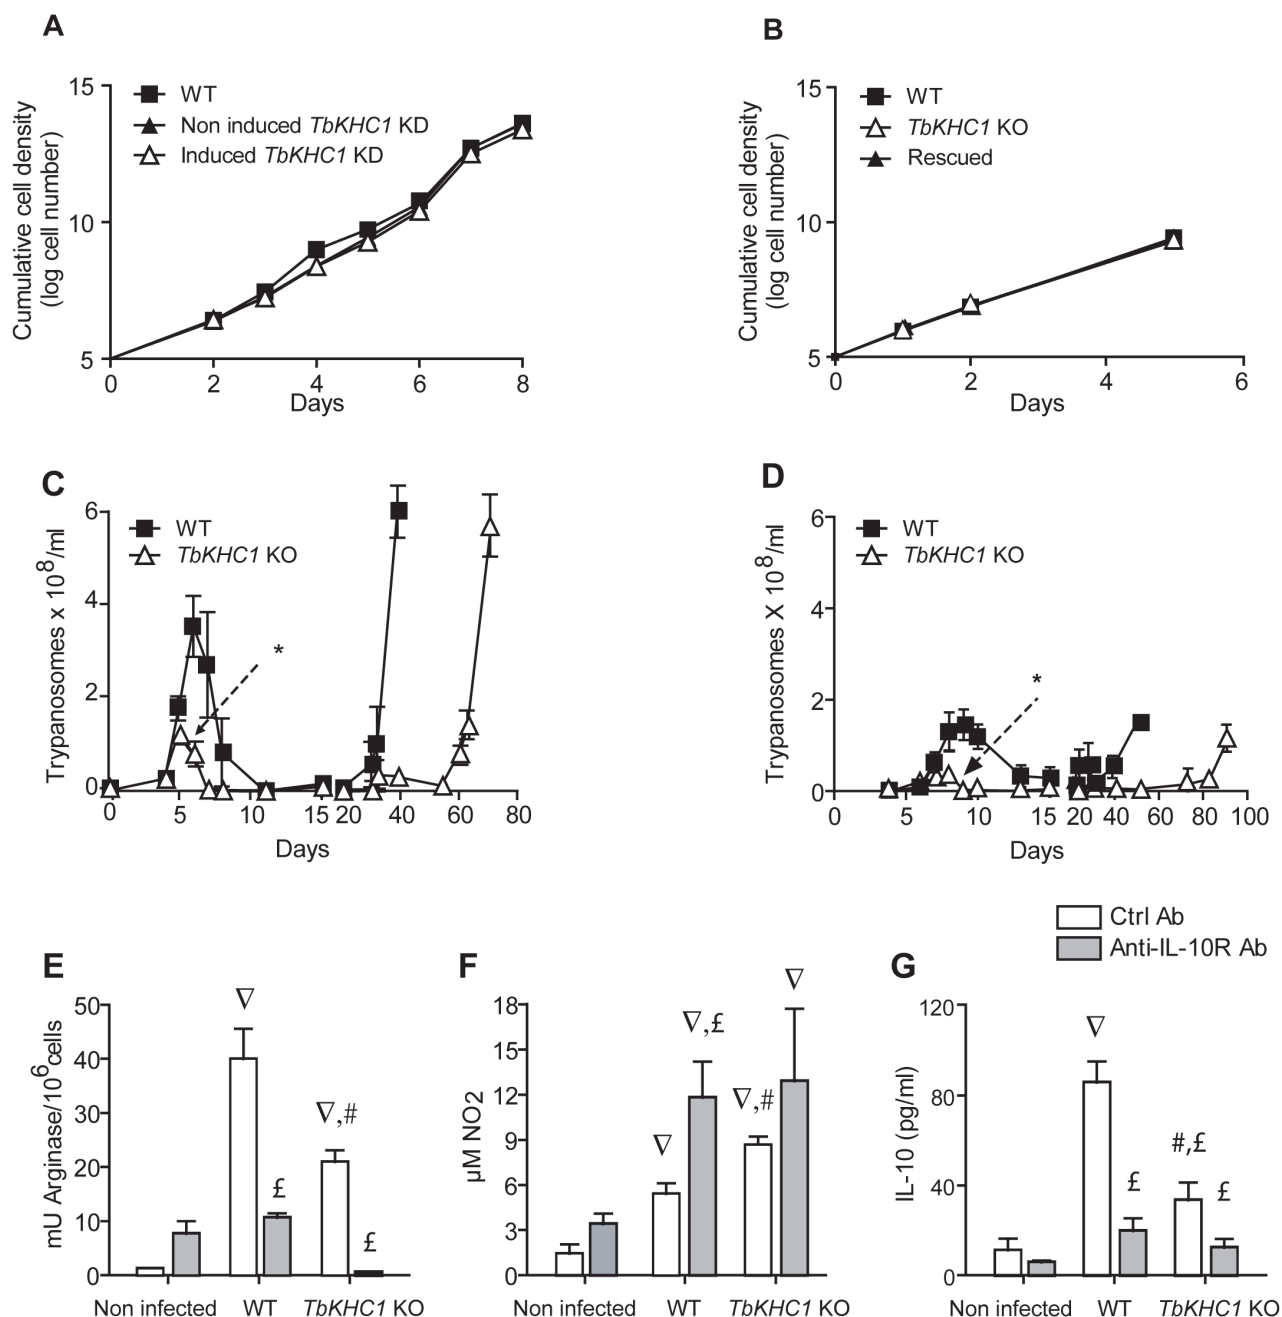 A
Cumulative cell density
(log cell number)
15
10
5
WT
Non induced TbKHC1 KD
Induced TbKHC1 KD
0 2 4 6 8
Days
B
Cumulative cell density
(log cell number)
15
10
5
WT
TbKHC1 KO
Rescued
0 2 4 6
Days
C
Trypanosomes x 10⁸/ml
6
4
2
0
WT
TbKHC1 KO
*
0 5 10 15 20 40 60 80
Days
D
Trypanosomes X 10⁸/ml
6
4
2
0
WT
TbKHC1 KO
*
0 5 10 15 20 40 60 80 100
Days
Ctrl Ab
Anti-IL-10R Ab
E
mU Arginase/10⁶cells
50
40
30
20
10
0
∇
∇,#
£
£
Non infected WT TbKHC1 KO
F
µM NO2
18
15
12
9
6
3
0
∇
∇,£
∇,#
∇
Non infected WT TbKHC1 KO
G
IL-10 (pg/ml)
120
80
40
0
∇
#,£
£
£
Non infected WT TbKHC1 KO